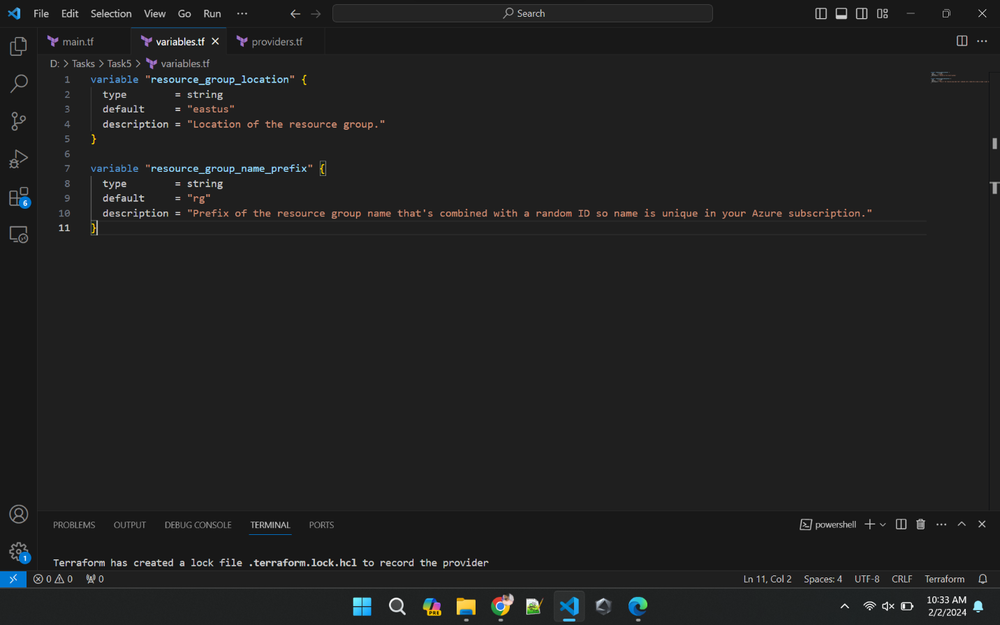 File Edit Selection View Go Run ··· Search
main.tf variables.tf providers.tf
D: > Tasks > Task5 > variables.tf
1 variable "resource_group_location" {
2 type = string
3 default = "eastus"
4 description = "Location of the resource group."
5 }
6
7 variable "resource_group_name_prefix" {
8 type = string
9 default = "rg"
10 description = "Prefix of the resource group name that's combined with a random ID so name is unique in your Azure subscription."
11 }
6
1
PROBLEMS OUTPUT DEBUG CONSOLE TERMINAL PORTS powershell
Terraform has created a lock file .terraform.lock.hcl to record the provider
0 0 0 Ln 11, Col 2 Spaces: 4 UTF-8 CRLF Terraform
PRE
10:33 AM
2/2/2024